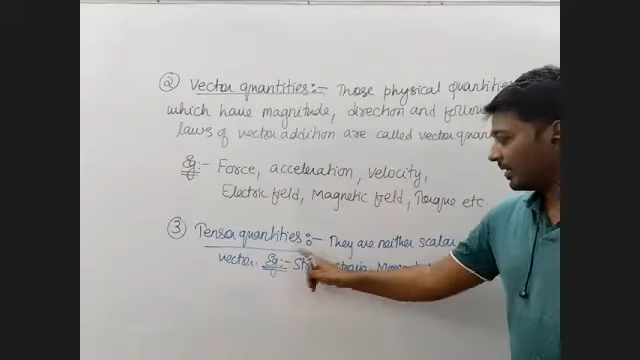 ② Vector quantities:- Those physical quantities
which have magnitude, direction and follow
laws of vector addition are called vector
Eg:- Force, acceleration, velocity,
Electric field, Magnetic field, Torque etc.
③ Tensor quantities:- They are neither scalar
vector. Eg:- strain,